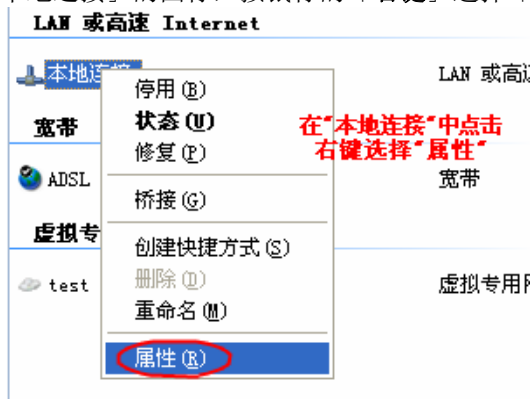 LAN 或高速 Internet
本地连接
LAN 或高速
停用(B)
状态(U)
修复(P)
桥接(G)
创建快捷方式(S)
删除(D)
重命名(M)
属性(R)
在"本地连接"中点击
右键选择"属性"
宽带
ADSL
宽带
虚拟专
test
虚拟专用